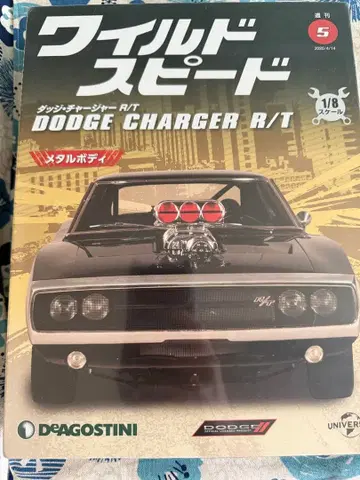 ワイルド
スピード
週刊
5
ダッジ・チャージャー R/T
DODGE CHARGER R/T
1/8
スケール
メタルボディ
R/T
DeAGOSTINI
DODGE
UNIVER